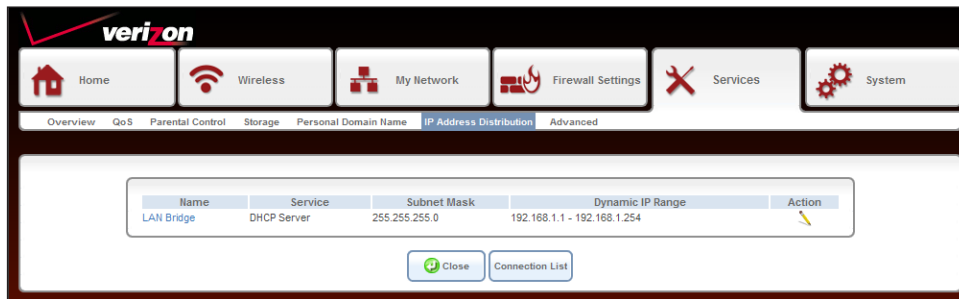 verizon
Home Wireless My Network Firewall Settings Services System
Overview QoS Parental Control Storage Personal Domain Name IP Address Distribution Advanced
Name Service Subnet Mask Dynamic IP Range Action
LAN Bridge DHCP Server 255.255.255.0 192.168.1.1 - 192.168.1.254
Close Connection List